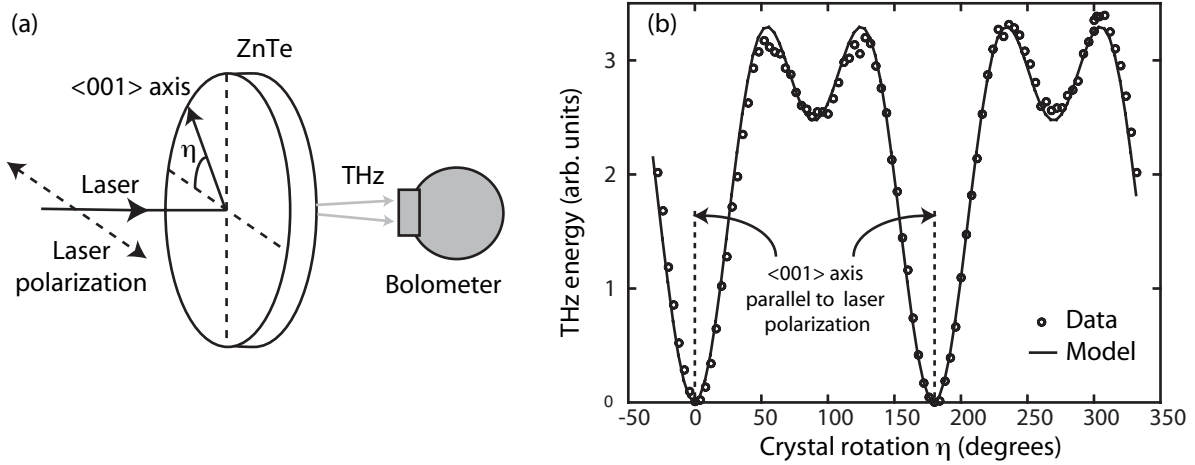 (a)
ZnTe
<001> axis
η
Laser
THz
Laser
polarization
Bolometer
(b)
THz energy (arb. units)
3
2
1
0
<001> axis
parallel to laser
polarization
Data
Model
-50
0
50
100
150
200
250
300
350
Crystal rotation η (degrees)